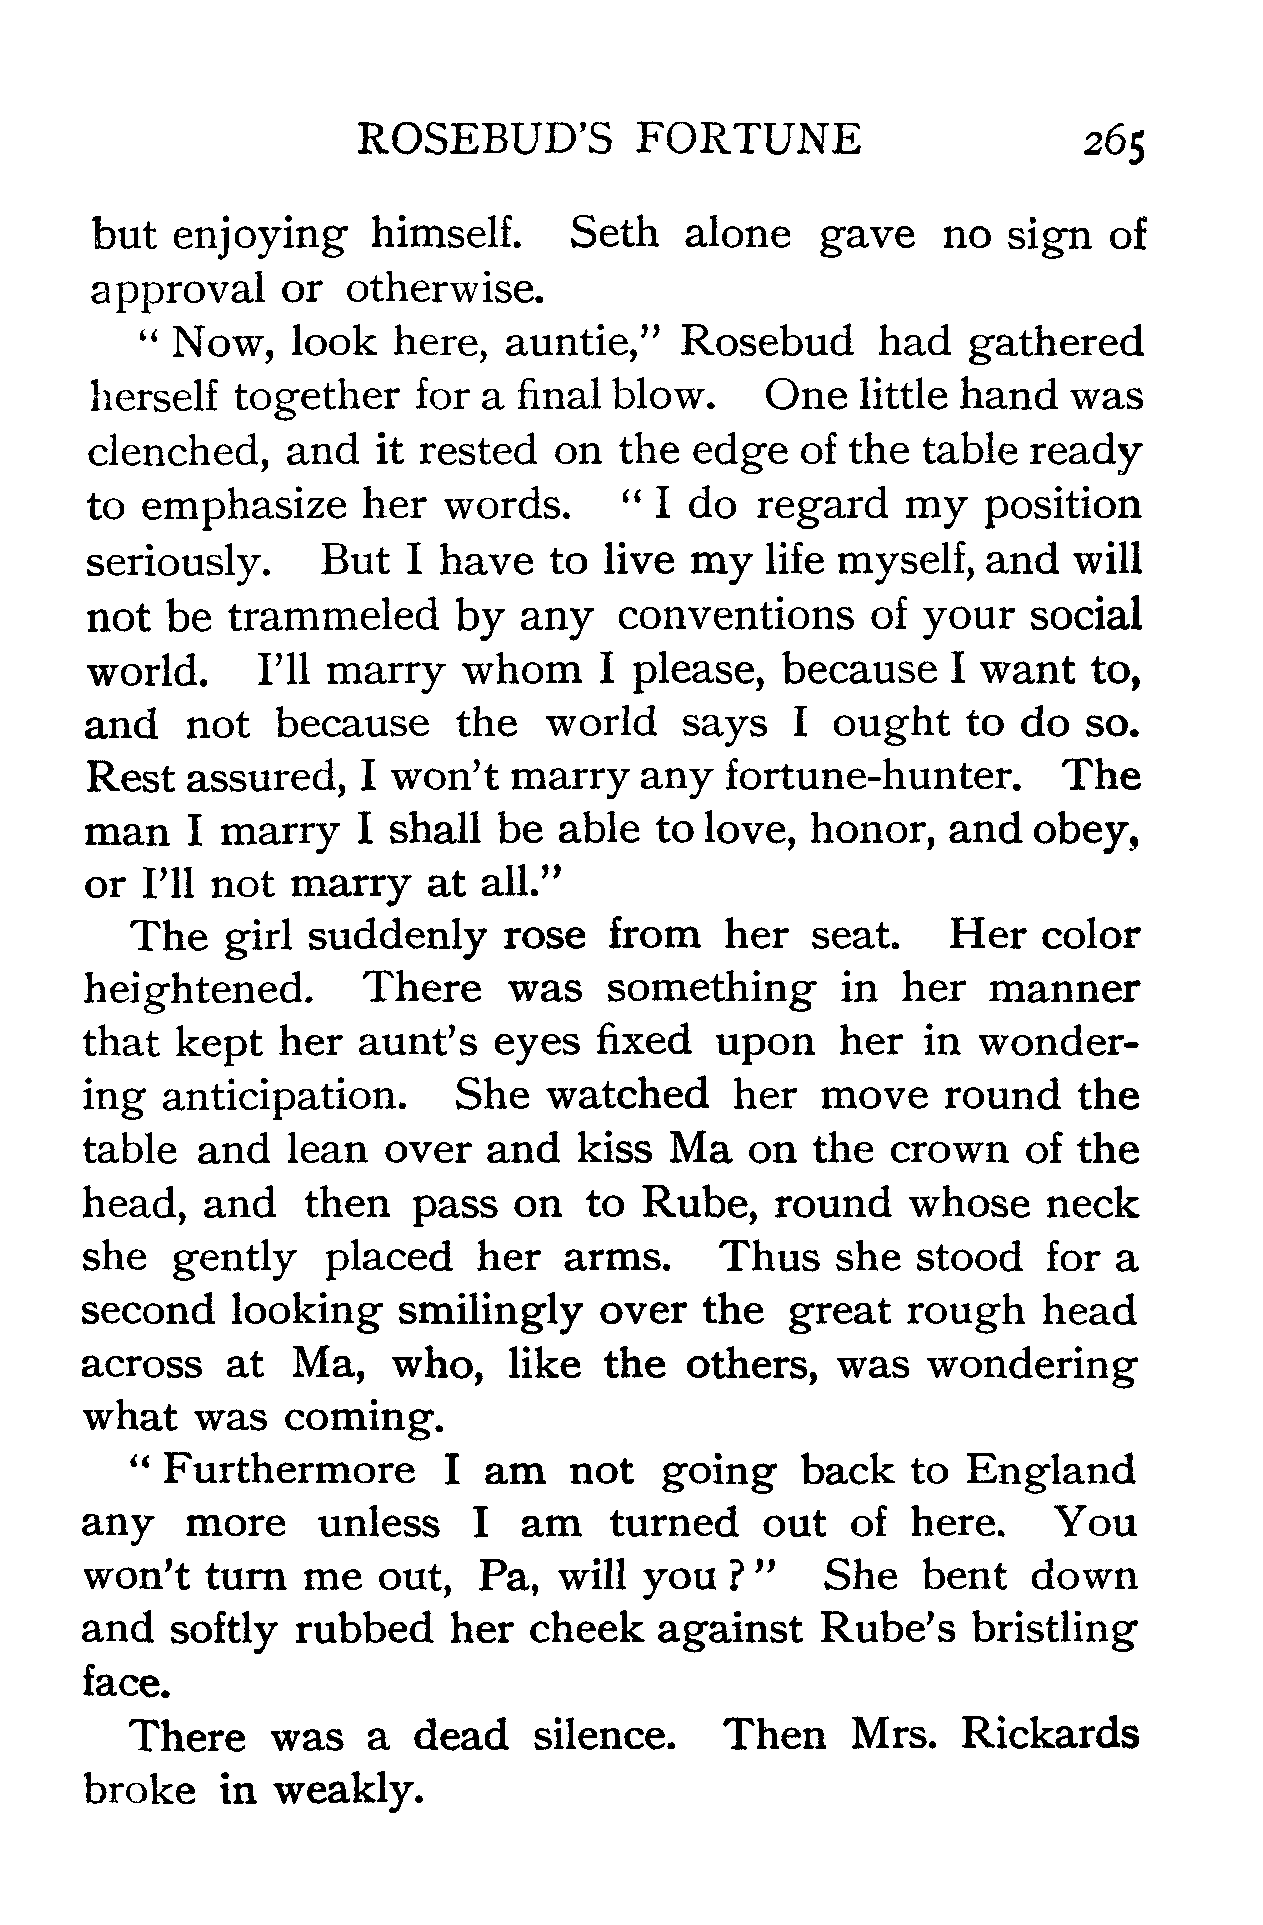 ROSEBUD'S FORTUNE 265
but enjoying himself. Seth alone gave no sign of
approval or otherwise.
" Now, look here, auntie," Rosebud had gathered
herself together for a final blow. One little hand was
clenched, and it rested on the edge of the table ready
to emphasize her words. " I do regard my position
seriously. But I have to live my life myself, and will
not be trammeled by any conventions of your social
world. I'll marry whom I please, because I want to,
and not because the world says I ought to do so.
Rest assured, I won't marry any fortune-hunter. The
man I marry I shall be able to love, honor, and obey,
or I'll not marry at all."
The girl suddenly rose from her seat. Her color
heightened. There was something in her manner
that kept her aunt's eyes fixed upon her in wonder-
ing anticipation. She watched her move round the
table and lean over and kiss Ma on the crown of the
head, and then pass on to Rube, round whose neck
she gently placed her arms. Thus she stood for a
second looking smilingly over the great rough head
across at Ma, who, like the others, was wondering
what was coming.
" Furthermore I am not going back to England
any more unless I am turned out of here. You
won't turn me out, Pa, will you ? " She bent down
and softly rubbed her cheek against Rube's bristling
face.
There was a dead silence. Then Mrs. Rickards
broke in weakly.